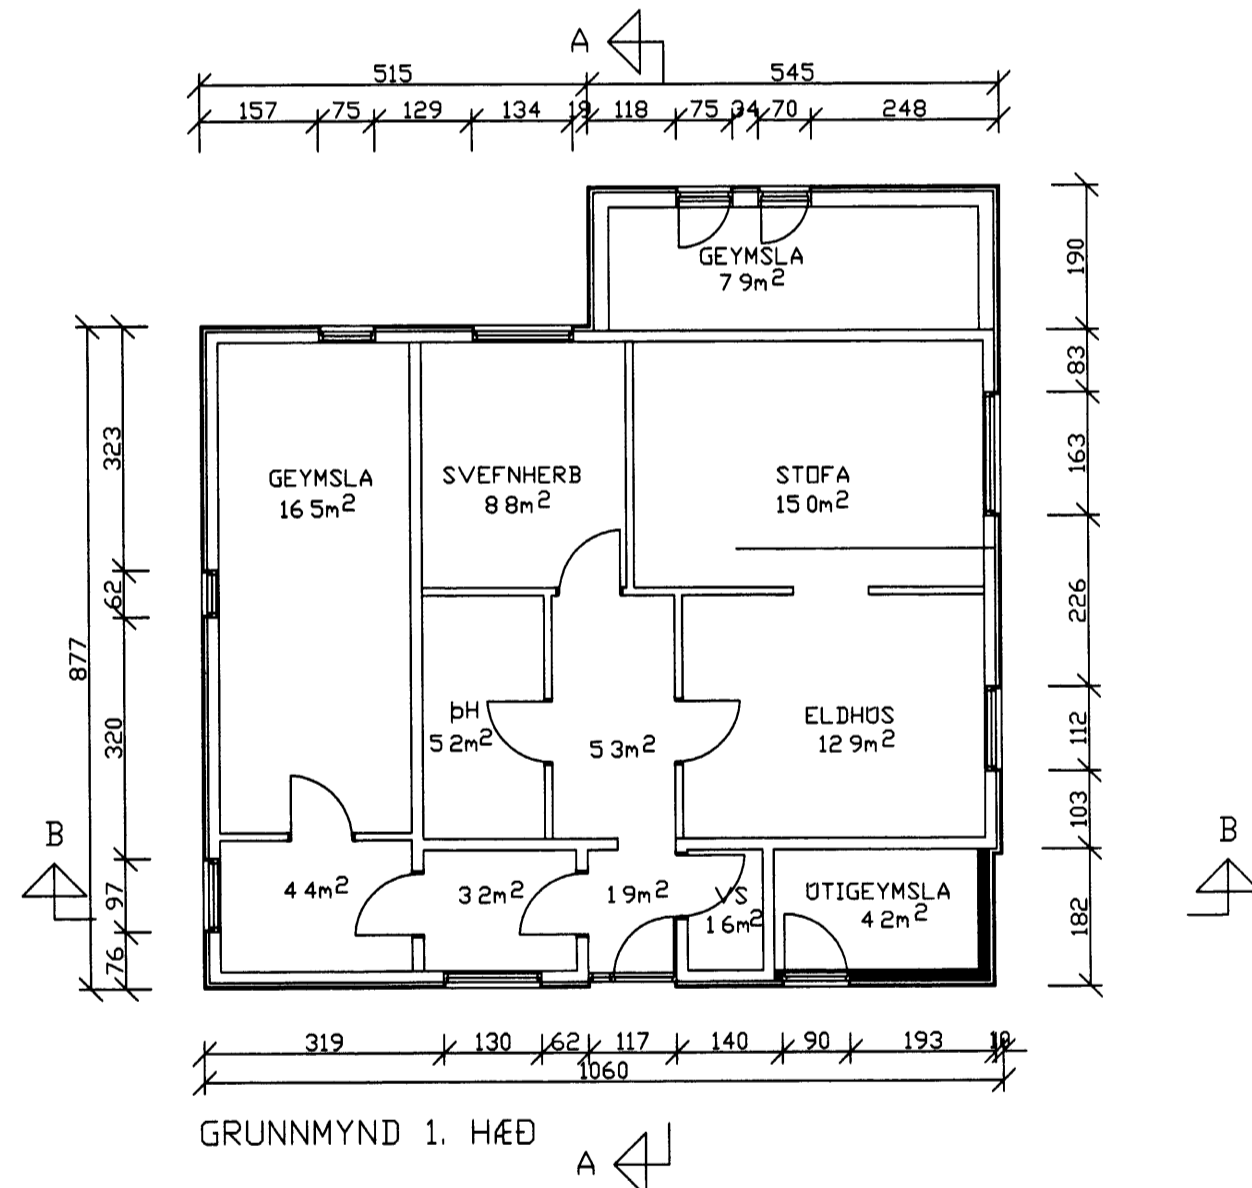 A
515 545
157 75 129 134 19 118 75 34 70 248
190
GEYMSLA
7 9m²
83
323
163
GEYMSLA
16 5m²
SVEFNHERB
8 8m²
STOFA
15 0m²
62
226
877
320
ÞH
5 2m²
5 3m²
ELDHÚS
12 9m²
112
103
B
B
97
4 4m²
3 2m²
1 9m²
VS
1 6m²
ÚTIGEYMSLA
4 2m²
182
76
319 130 62 117 140 90 193 10
1060
GRUNNMYND 1. HÆÐ
A